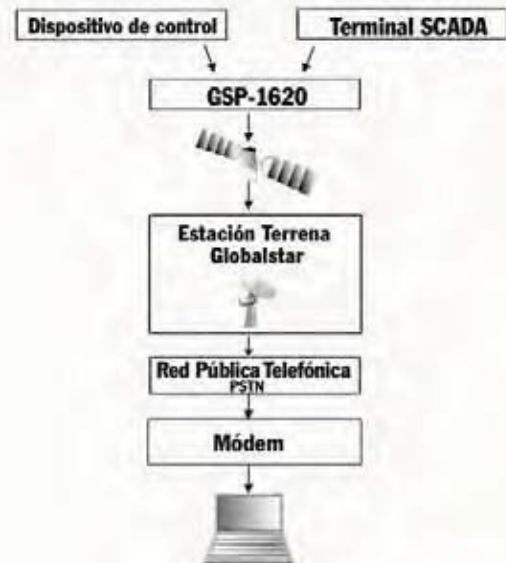 Dispositivo de control
Terminal SCADA
GSP-1620
Estación Terrena
Globalstar
Red Pública Telefónica
PSTN
Módem